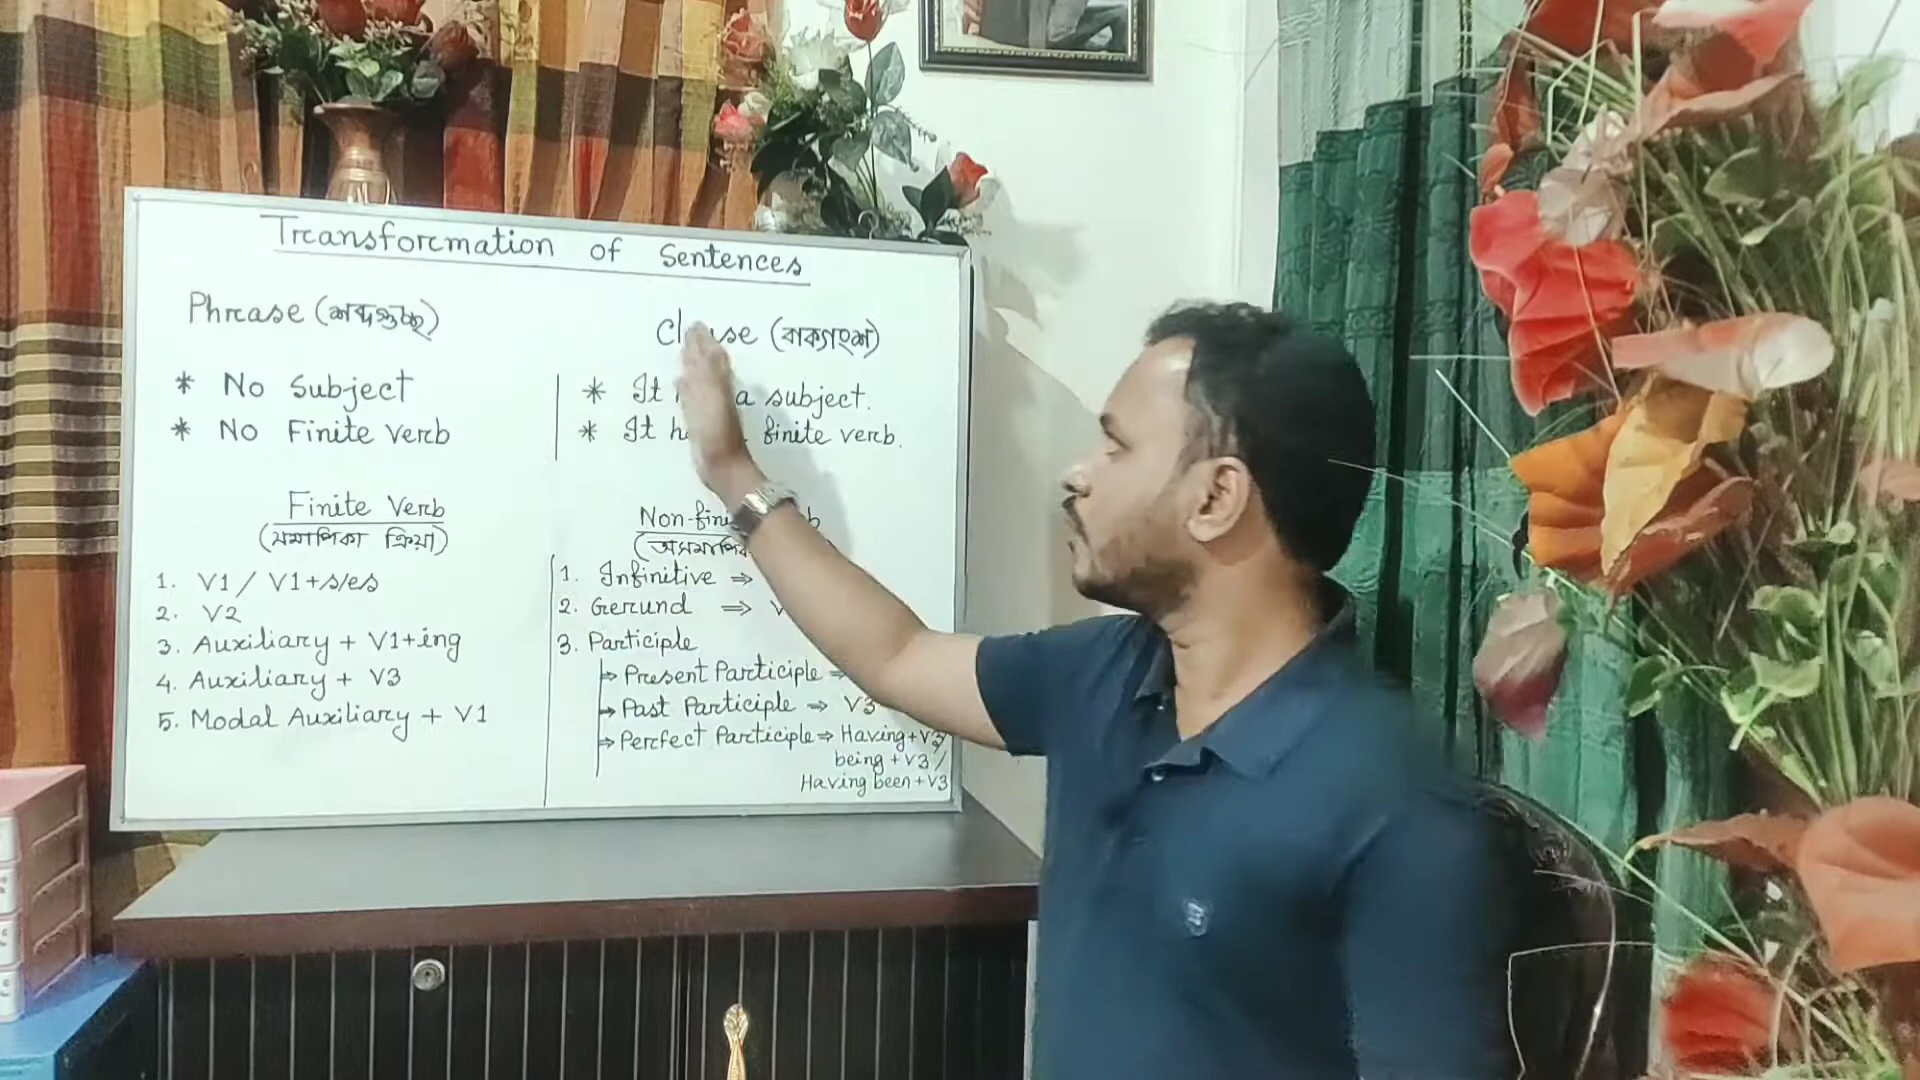 Transformation of Sentences
Phrase (শব্দগুচ্ছ)
* No Subject
* No Finite Verb
Clause (বাক্যাংশ)
* It a subject.
* It finite verb.
Finite Verb
(সমাপিকা ক্রিয়া)
1. V1 / V1+s/es
2. V2
3. Auxiliary + V1+ing
4. Auxiliary + V3
5. Modal Auxiliary + V1
1. Infinitive ⇒
2. Gerund ⇒
3. Participle
⇒ Present Participle ⇒
⇒ Past Participle ⇒ V3
⇒ Perfect Participle ⇒ Having+V3/
being+V3/
Having been+V3